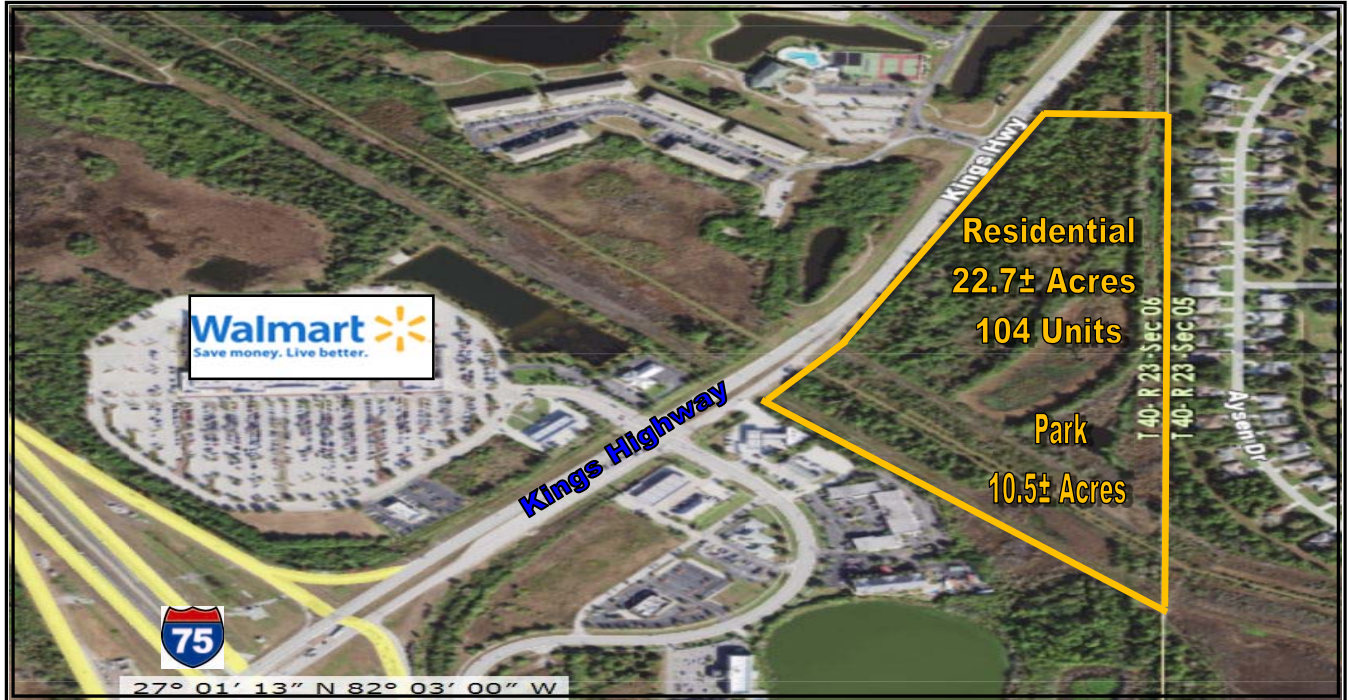 Kings Hwy
Residential
22.7± Acres
104 Units
Walmart
Save money. Live better.
T 40- R 23-Sec 06
T 40- R 23-Sec 05
Kings Highway
Aysen Dr
Park
10.5± Acres
75
27° 01′ 13″ N 82° 03′ 00″ W